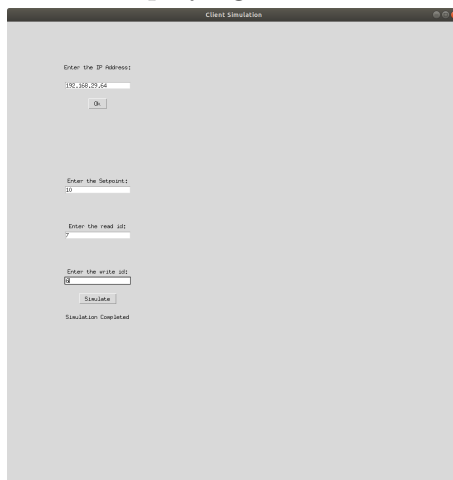 Client Simulation
Enter the IP Address:
192.168.29.64
Ok
Enter the Setpoint:
10
Enter the read id:
7
Enter the write id:
6
Simulate
Simulation Completed